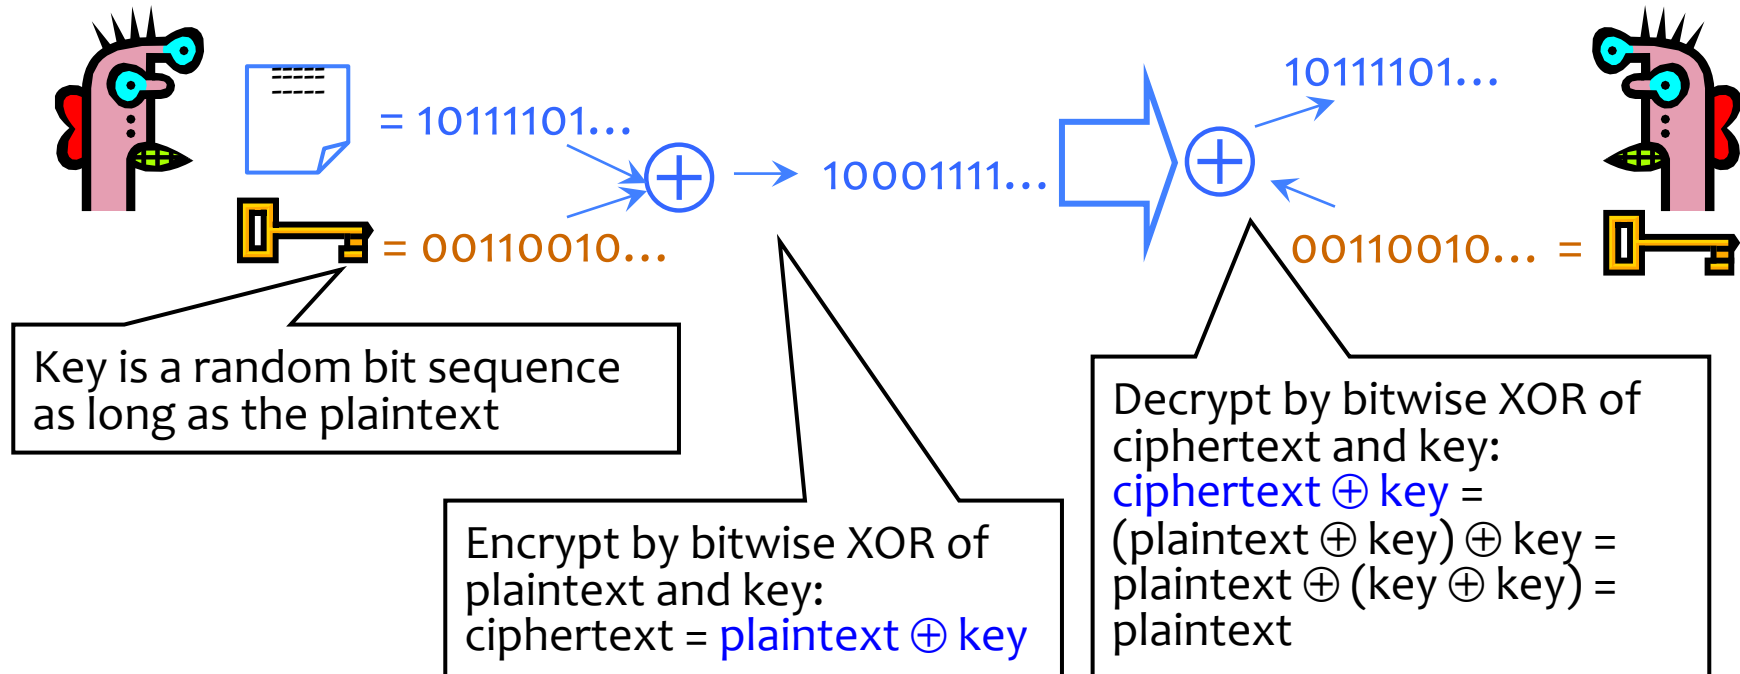 = 10111101...
10001111...
10111101...
= 00110010...
00110010... =
Key is a random bit sequence
as long as the plaintext
Encrypt by bitwise XOR of
plaintext and key:
ciphertext = plaintext ⊕ key
Decrypt by bitwise XOR of
ciphertext and key:
ciphertext ⊕ key =
(plaintext ⊕ key) ⊕ key =
plaintext ⊕ (key ⊕ key) =
plaintext